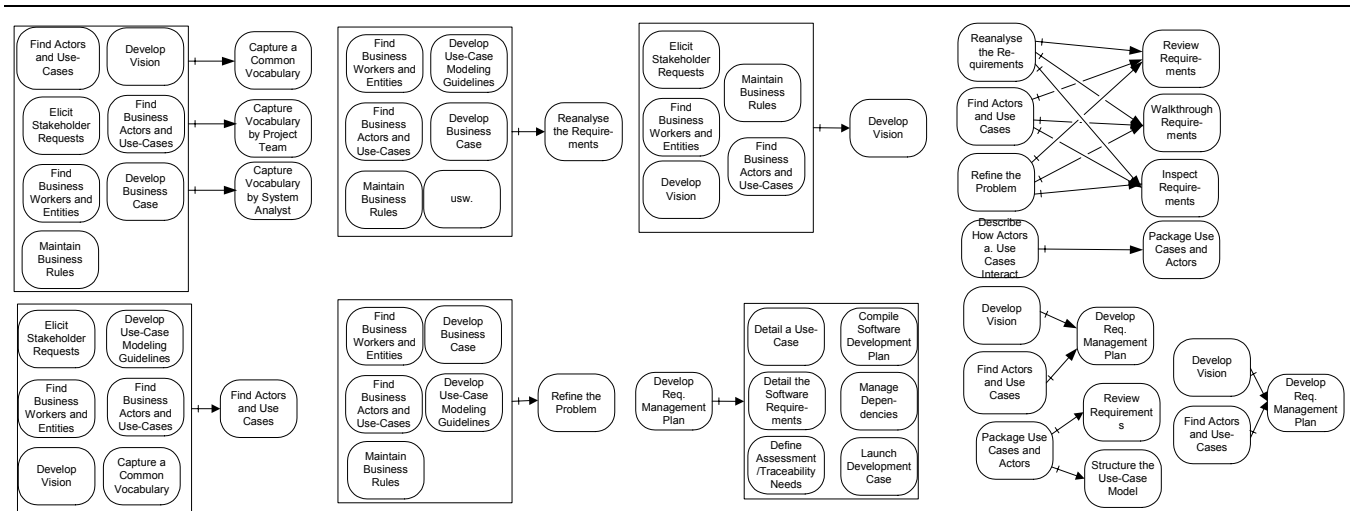 Find Actors
and Use-
Cases
Develop
Vision
Capture a
Common
Vocabulary
Elicit
Stakeholder
Requests
Find
Business
Actors and
Use-Cases
Capture
Vocabulary
by Project
Team
Find
Business
Workers and
Entities
Develop
Business
Case
Capture
Vocabulary
by System
Analyst
Maintain
Business
Rules
Find
Business
Workers and
Entities
Develop
Use-Case
Modeling
Guidelines
Find
Business
Actors and
Use-Cases
Develop
Business
Case
Reanalyse
the Require-
ments
Maintain
Business
Rules
usw.
Elicit
Stakeholder
Requests
Maintain
Business
Rules
Find
Business
Workers and
Entities
Find
Business
Actors and
Use-Cases
Develop
Vision
Develop
Vision
Reanalyse
the Re-
quirements
Review
Require-
ments
Find Actors
and Use
Cases
Walkthrough
Require-
ments
Refine the
Problem
Inspect
Require-
ments
Describe
How Actors
a. Use
Cases
Interact
Package Use
Cases and
Actors
Elicit
Stakeholder
Requests
Develop
Use-Case
Modeling
Guidelines
Find
Business
Workers and
Entities
Find
Business
Actors and
Use-Cases
Find Actors
and Use
Cases
Develop
Vision
Capture a
Common
Vocabulary
Find
Business
Workers and
Entities
Develop
Business
Case
Find
Business
Actors and
Use-Cases
Develop
Use-Case
Modeling
Guidelines
Refine the
Problem
Maintain
Business
Rules
Develop
Req.
Management
Plan
Detail a Use-
Case
Compile
Software
Development
Plan
Detail the
Software
Require-
ments
Manage
Depen-
dencies
Define
Assessment
/Traceability
Needs
Launch
Development
Case
Develop
Vision
Develop
Req.
Management
Plan
Find Actors
and Use
Cases
Review
Requirement
s
Package Use
Cases and
Actors
Structure the
Use-Case
Model
Develop
Vision
Develop
Req.
Management
Plan
Find Actors
and Use-
Cases